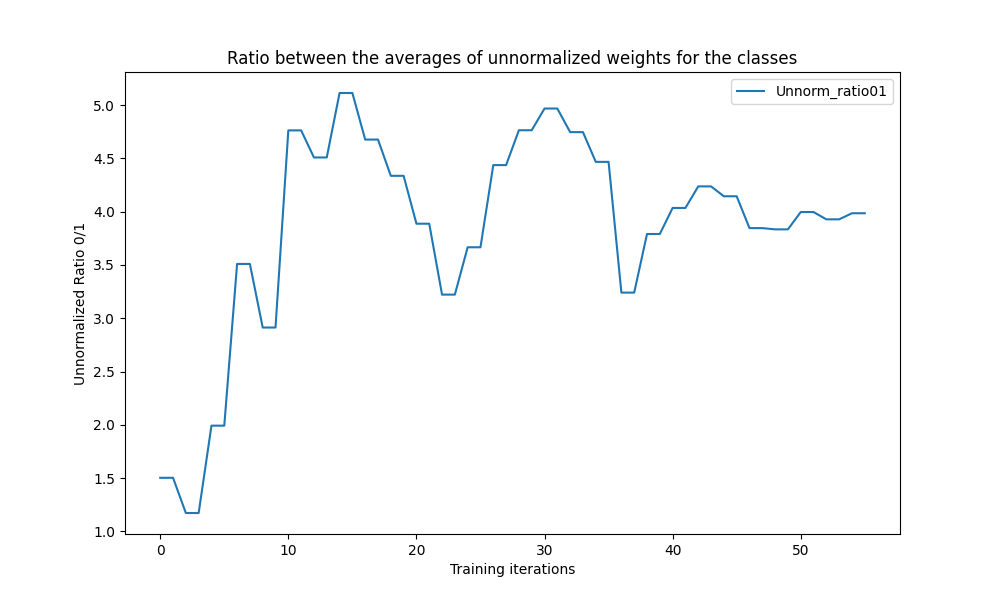 Ratio between the averages of unnormalized weights for the classes
Unnorm_ratio01
5.0
4.5
4.0
3.5
3.0
2.5
2.0
1.5
1.0
Unnormalized Ratio 0/1
0 10 20 30 40 50
Training iterations